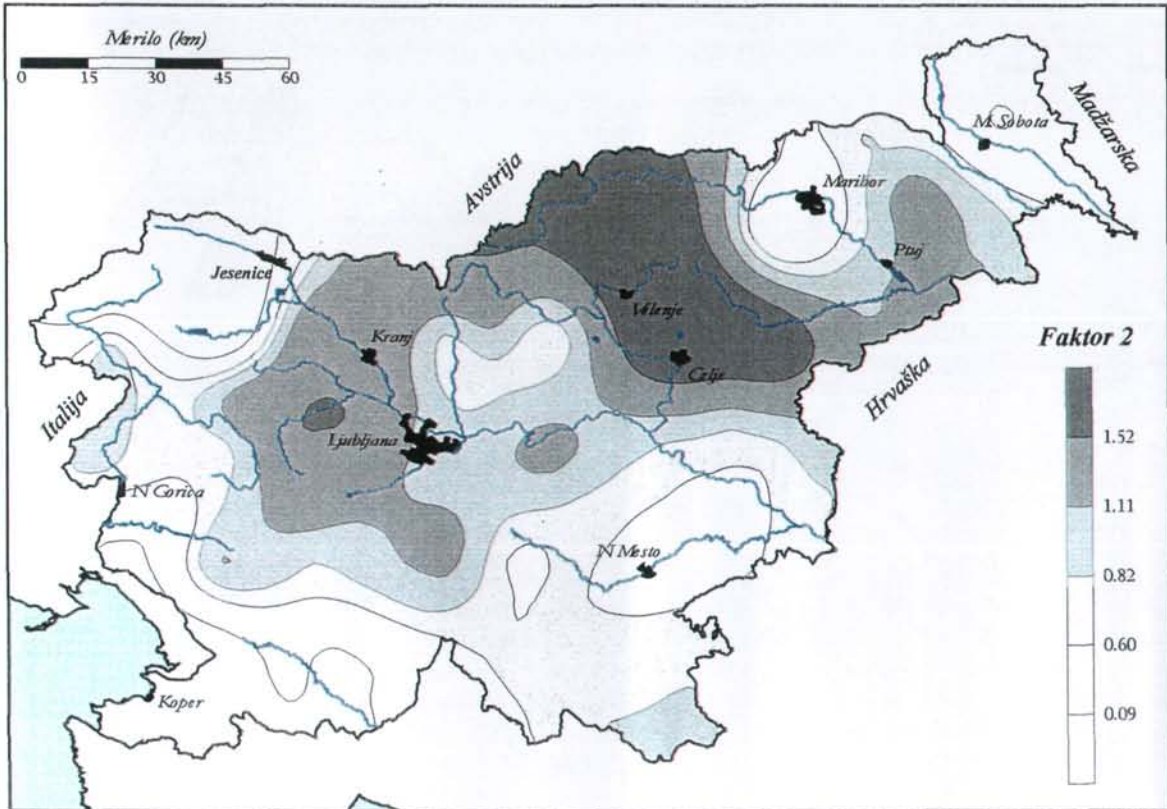 Merilo (km)
0 15 30 45 60
Madžarska
M. Sobota
Avstrija
Maribor
Ptuj
Jesenice
Velenje
Kranj
Faktor 2
Celje
Hrvaška
Italija
Ljubljana
1.52
N Gorica
1.11
N Mesto
0.82
0.60
Koper
0.09